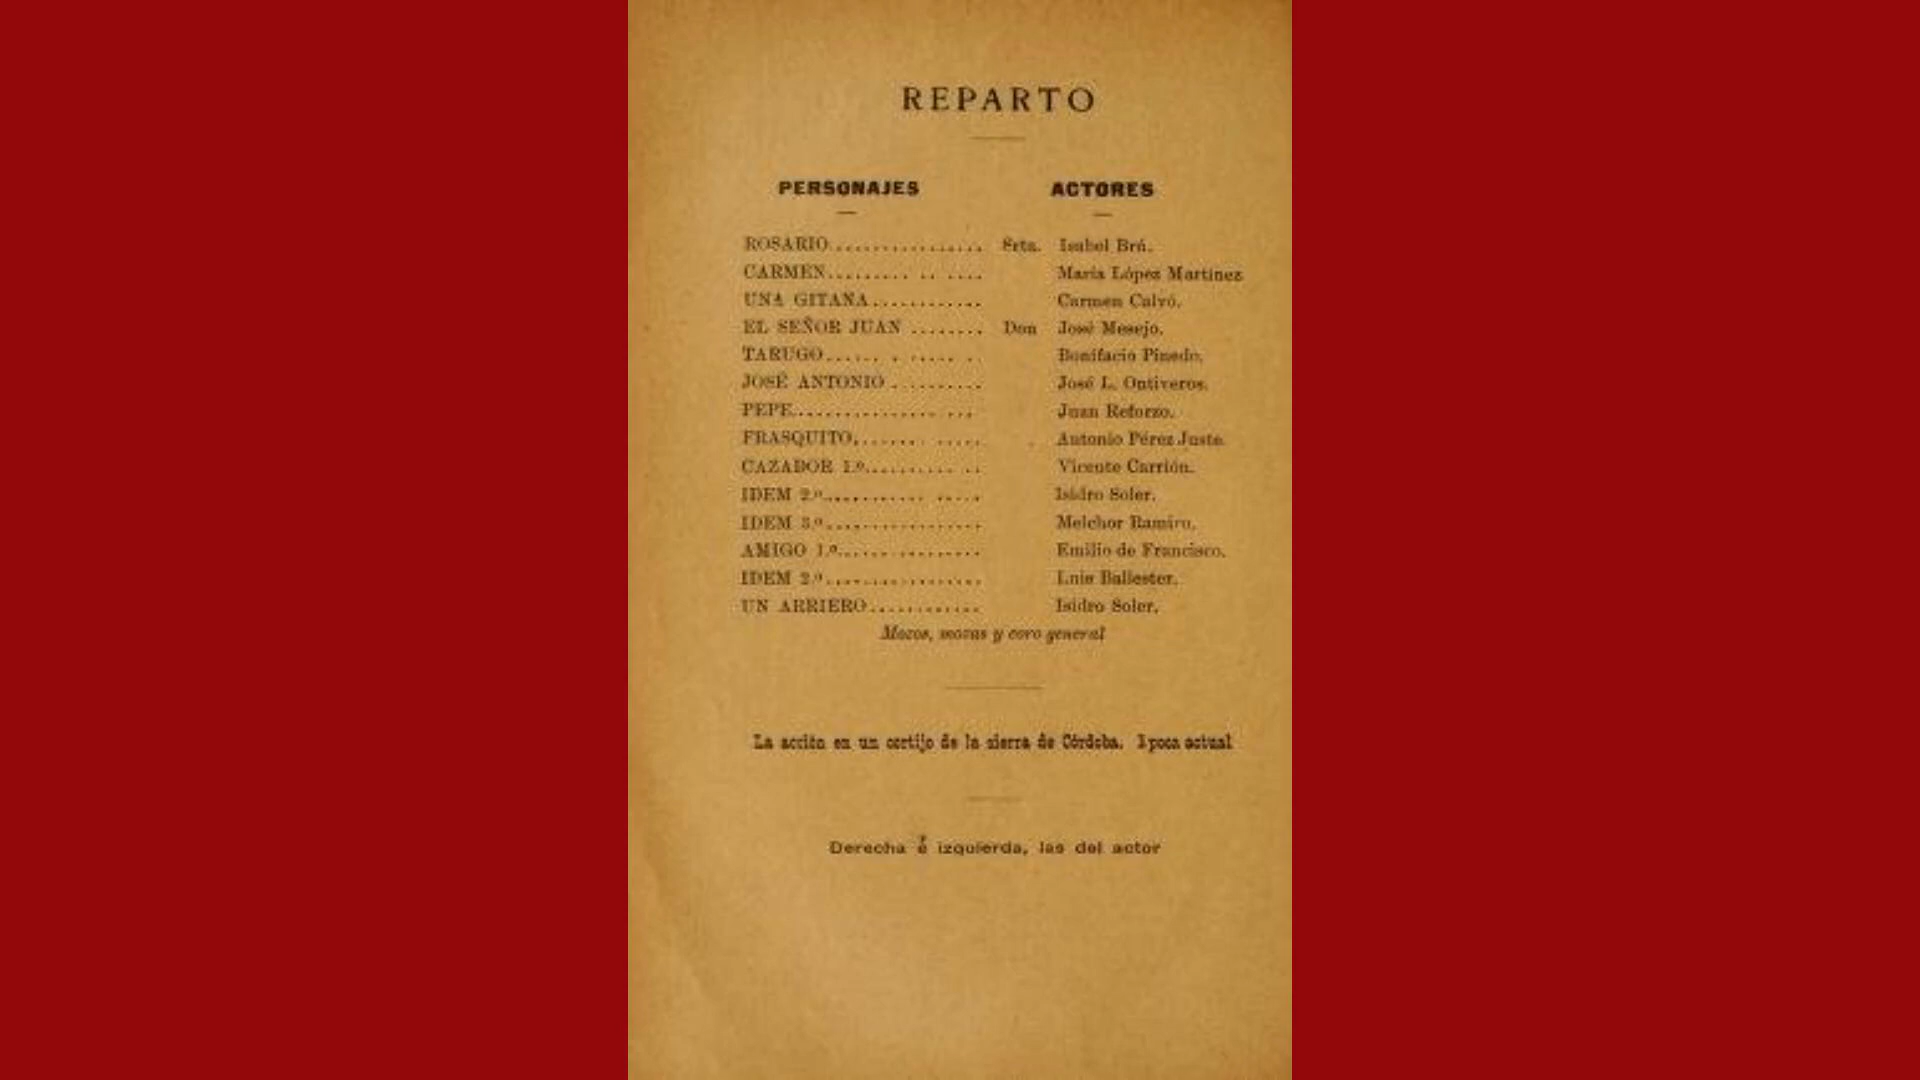 REPARTO
PERSONAJES ACTORES
ROSARIO................ Srta. Isabel Brú.
CARMEN......... .. .... María López Martínez
UNA GITANA............ Carmen Calvó.
EL SEÑOR JUAN ........ Don José Mesejo.
TARUGO...... . ..... .. Bonifacio Pinedo.
JOSÉ ANTONIO .......... José L. Ontiveros.
PEPE............... ... Juan Reforzo.
FRASQUITO........ ..... Antonio Pérez Juste
CAZADOR 1.º.......... .. Vicente Carrión.
IDEM 2.º........... ..... Isidro Soler.
IDEM 3.º................. Melchor Ramiro.
AMIGO 1.º..... ......... Emilio de Francisco.
IDEM 2.º................. Luis Ballester.
UN ARRIERO............ Isidro Soler.
Mozos, mozas y coro general
La acción en un cortijo de la sierra de Córdoba. Epoca actual
Derecha é izquierda, las del actor